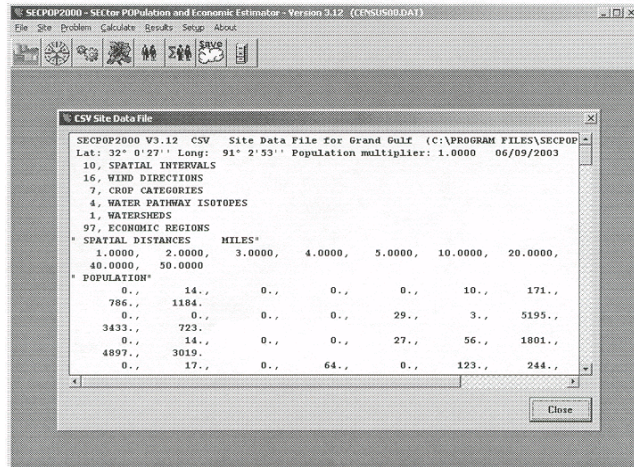 SECPOP2000 - SECtor POPulation and Economic Estimator - Version 3.12 (CENSUS00.DAT)
File Site Problem Calculate Results Setup About
Save
CSV Site Data File
SECPOP2000 V3.12 CSV Site Data File for Grand Gulf (C:\PROGRAM FILES\SECPOP
Lat: 32° 0'27'' Long: 91° 2'53'' Population multiplier: 1.0000 06/09/2003
10, SPATIAL INTERVALS
16, WIND DIRECTIONS
7, CROP CATEGORIES
4, WATER PATHWAY ISOTOPES
1, WATERSHEDS
97, ECONOMIC REGIONS
" SPATIAL DISTANCES MILES"
1.0000, 2.0000, 3.0000, 4.0000, 5.0000, 10.0000, 20.0000,
40.0000, 50.0000
" POPULATION"
0., 14., 0., 0., 0., 10., 171.,
786., 1184.
0., 0., 0., 0., 29., 3., 5195.,
3433., 723.
0., 14., 0., 0., 27., 56., 1801.,
4897., 3019.
0., 17., 0., 64., 0., 123., 244.,
Close